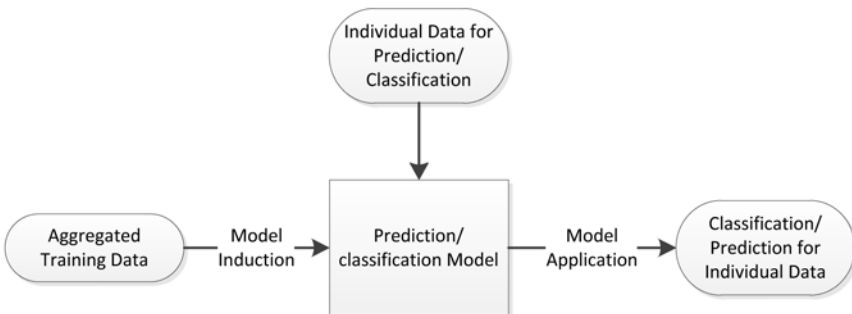 Individual Data for
Prediction/
Classification
Aggregated
Training Data
Model
Induction
Prediction/
classification Model
Model
Application
Classification/
Prediction for
Individual Data